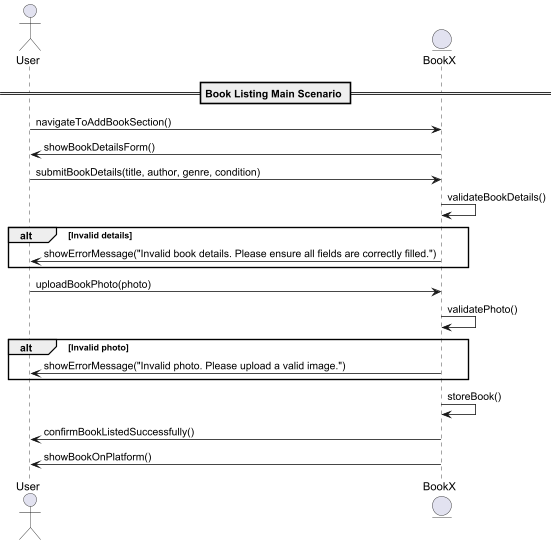 User
BookX
Book Listing Main Scenario
navigateToAddBookSection()
showBookDetailsForm()
submitBookDetails(title, author, genre, condition)
validateBookDetails()
alt [Invalid details]
showErrorMessage("Invalid book details. Please ensure all fields are correctly filled.")
uploadBookPhoto(photo)
validatePhoto()
alt [Invalid photo]
showErrorMessage("Invalid photo. Please upload a valid image.")
storeBook()
confirmBookListedSuccessfully()
showBookOnPlatform()
User
BookX